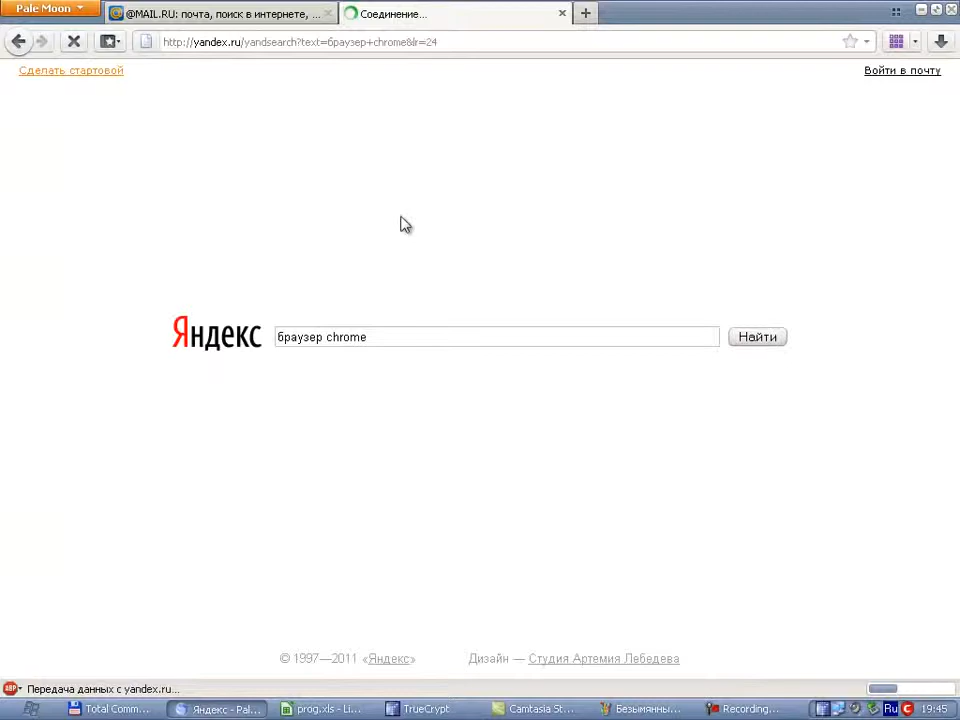 Pale Moon
@MAIL.RU: почта, поиск в интернете, ...
Соединение...
http://yandex.ru/yandsearch?text=браузер+chrome&lr=24
Сделать стартовой
Войти в почту
Яндекс
браузер chrome
Найти
© 1997—2011 «Яндекс»
Дизайн — Студия Артемия Лебедева
ABP
Передача данных с yandex.ru...
Total Comm...
Яндекс - Pal...
prog.xls - Li...
TrueCrypt
Camtasia St...
Безымянны...
Recording...
Ru
19:45